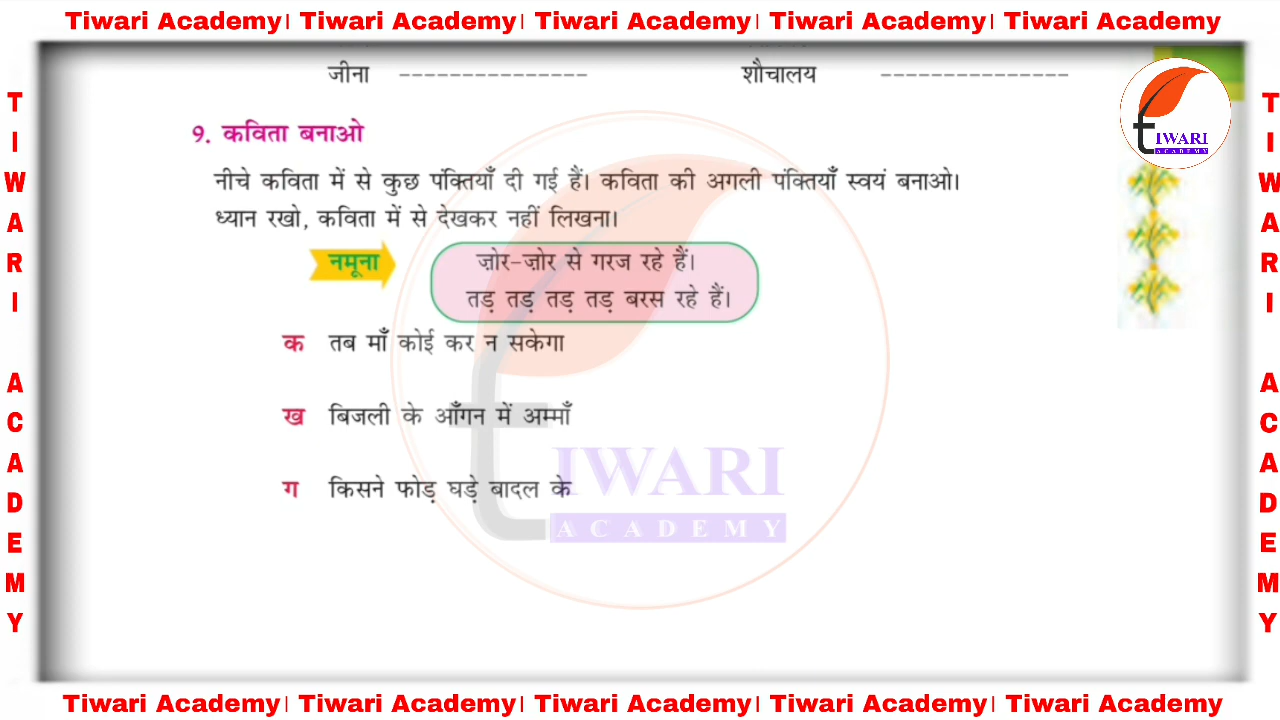 Tiwari Academy। Tiwari Academy। Tiwari Academy। Tiwari Academy। Tiwari Academy
जीना --------------- शौचालय ---------------
TIWARI
ACADEMY
9. कविता बनाओ
नीचे कविता में से कुछ पंक्तियाँ दी गई हैं। कविता की अगली पंक्तियाँ स्वयं बनाओ।
ध्यान रखो, कविता में से देखकर नहीं लिखना।
नमूना
ज़ोर-ज़ोर से गरज रहे हैं।
तड़ तड़ तड़ तड़ बरस रहे हैं।
क तब माँ कोई कर न सकेगा
ख बिजली के आँगन में अम्माँ
ग किसने फोड़ घड़े बादल के
tIWARI
ACADEMY
TIWARI ACADEMY
TIWARI ACADEMY
Tiwari Academy। Tiwari Academy। Tiwari Academy। Tiwari Academy। Tiwari Academy